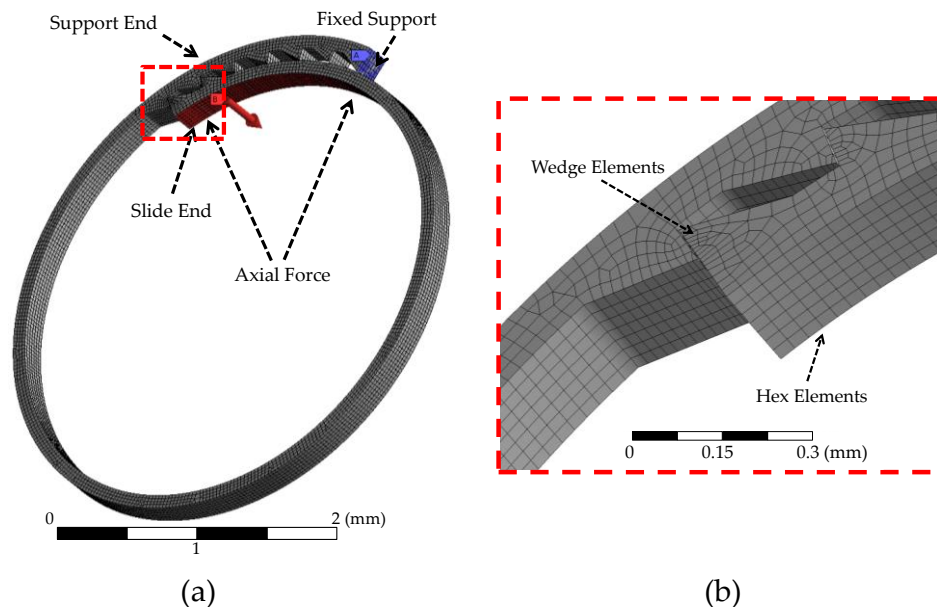 Support End
Fixed Support
A
B
Slide End
Axial Force
0
2 (mm)
1
(a)
Wedge Elements
Hex Elements
0
0.15
0.3 (mm)
(b)